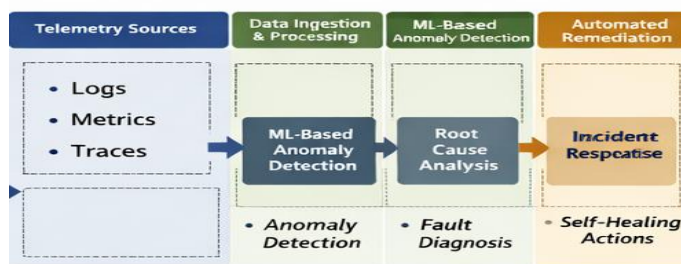 Telemetry Sources
Data Ingestion
& Processing
ML-Based
Anomaly Detection
Automated
Remediation
• Logs
• Metrics
• Traces
ML-Based
Anomaly
Detection
Root
Cause
Analysis
Incident
• Anomaly
Detection
• Fault
Diagnosis
• Self-Healing
Actions